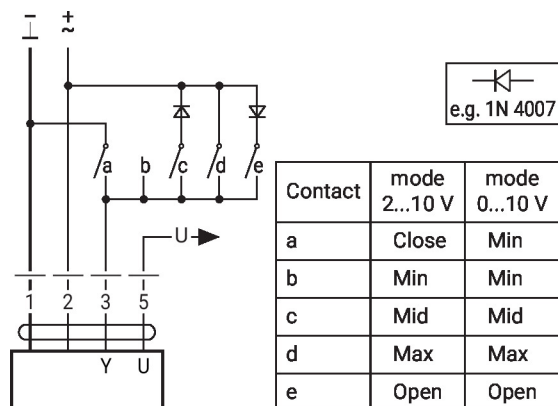 ⊥ +
~
a b c d e
U
1 2 3 5
Y U
e.g. 1N 4007
Contact mode 2...10 V mode 0...10 V
a Close Min
b Min Min
c Mid Mid
d Max Max
e Open Open